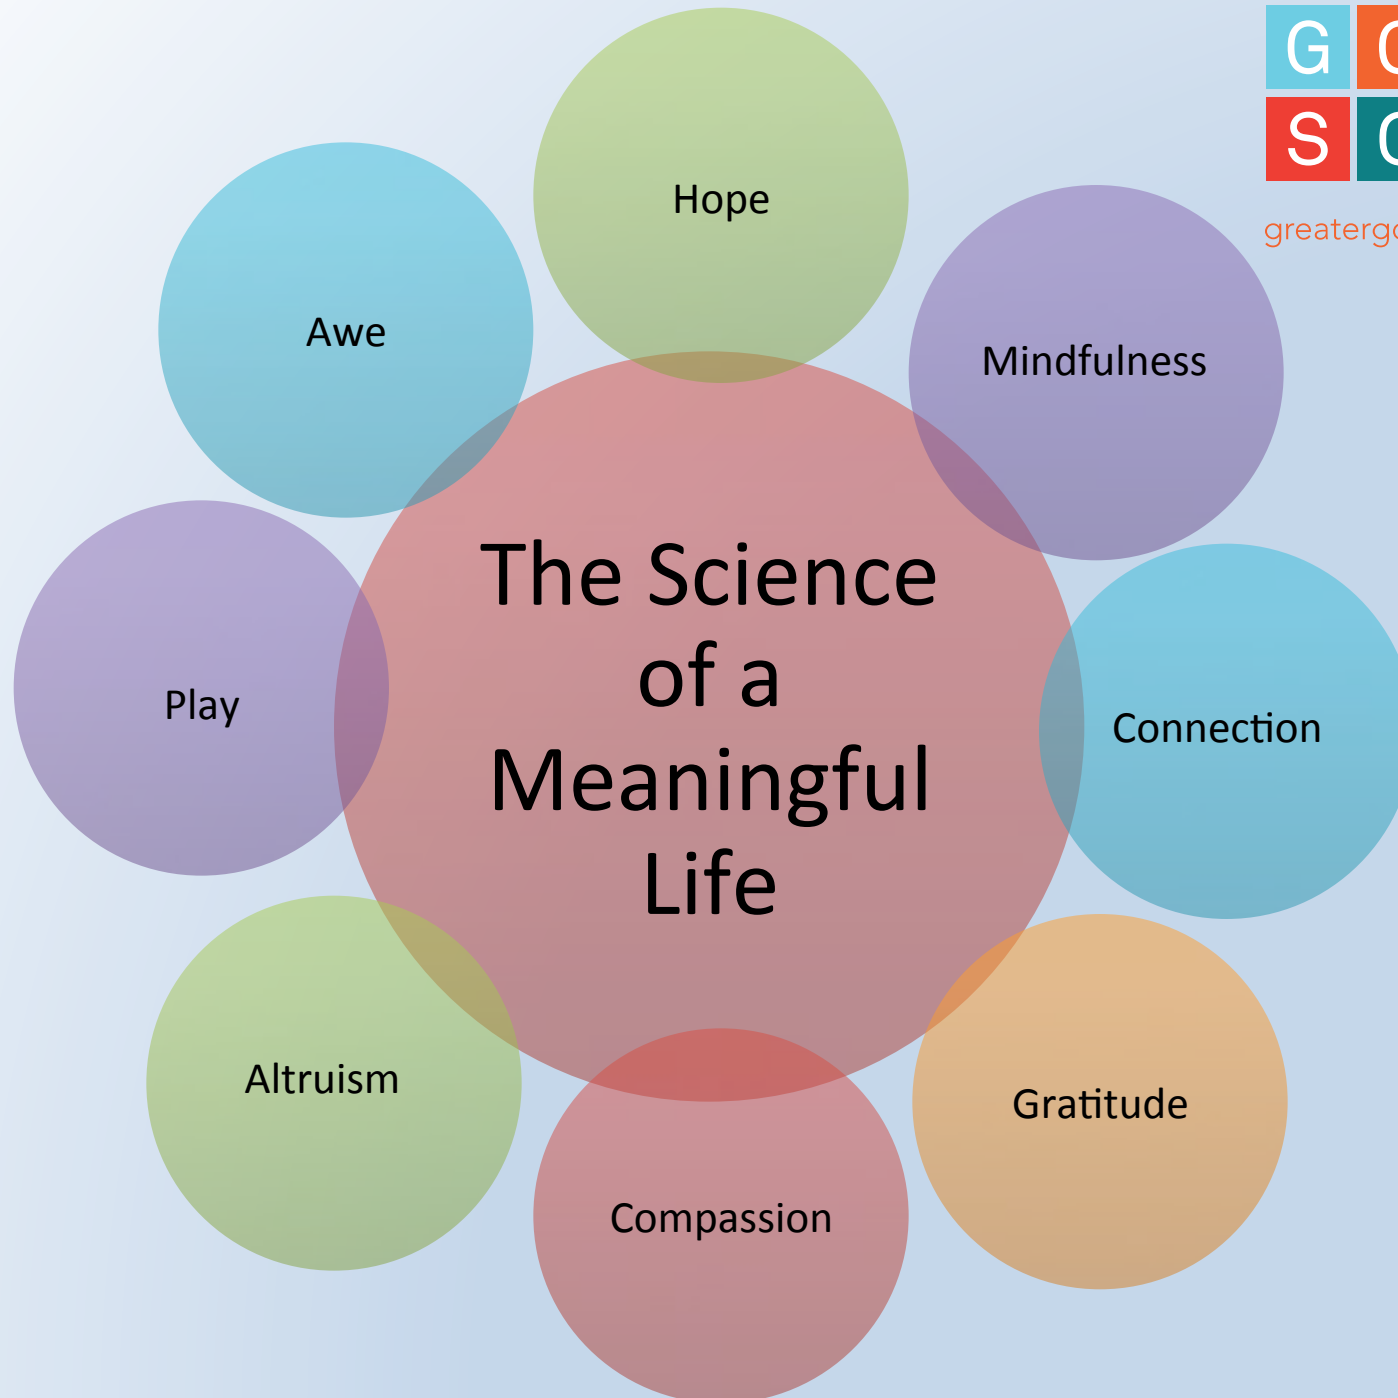 G
S
Hope
Awe
Mindfulness
The Science
of a
Meaningful
Life
Play
Connection
Altruism
Gratitude
Compassion